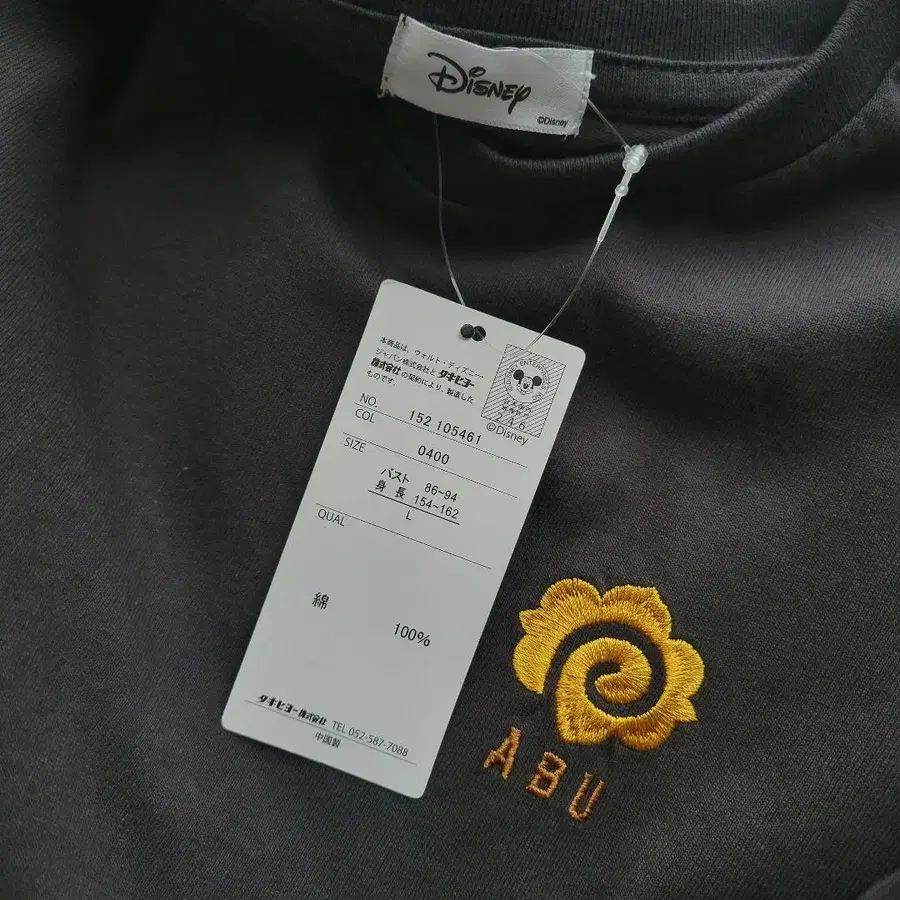 Disney
©Disney
本商品は、ウォルト・ディズニー・
ジャパン株式会社と タキヒヨー
株式会社 の契約により、製造した
ものです。
246
©Disney
NO. 152 105461
COL 0400
SIZE
バスト 86~94
身長 154~162
L
QUAL
綿
100%
タキヒヨー株式会社 TEL 052-587-7088
中国製
ABU